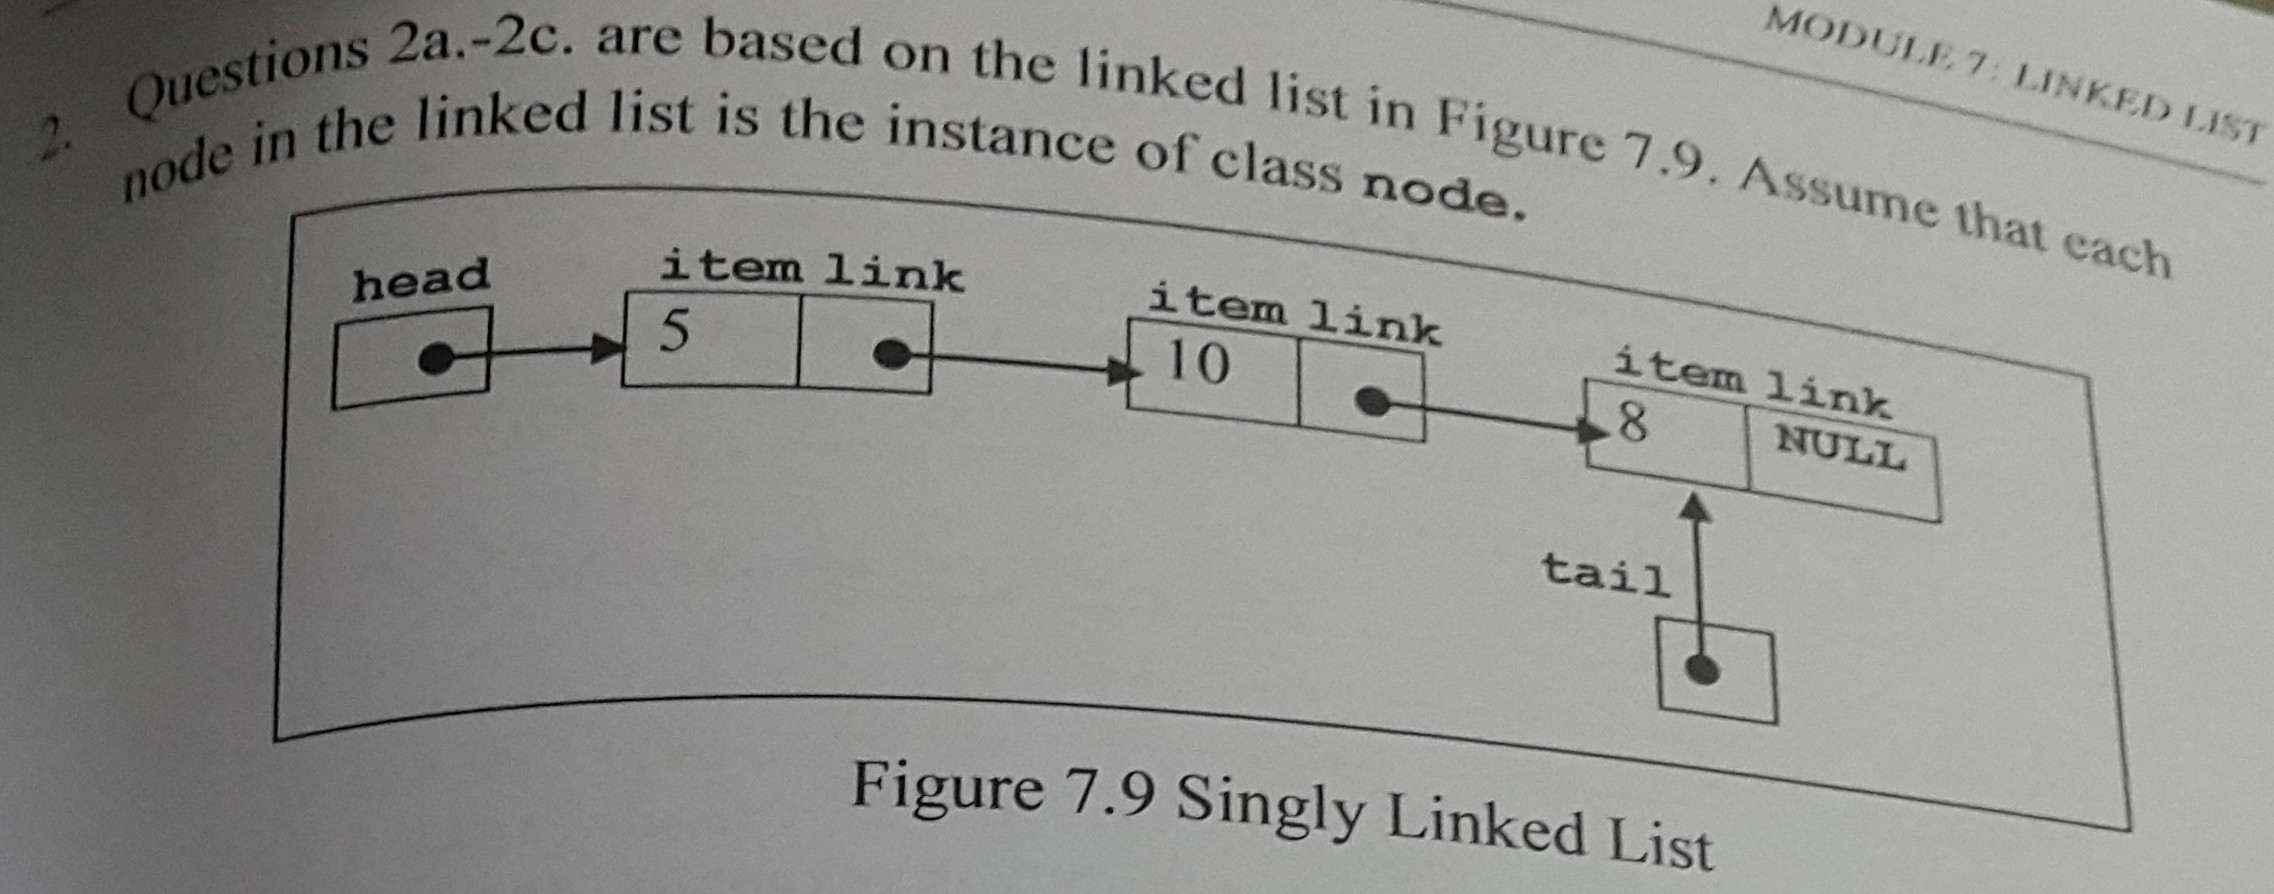 MODULE 7: LINKED LIST
2. Questions 2a.-2c. are based on the linked list in Figure 7.9. Assume that each
node in the linked list is the instance of class node.
head
item link
5
item link
10
item link
8 NULL
tail
Figure 7.9 Singly Linked List